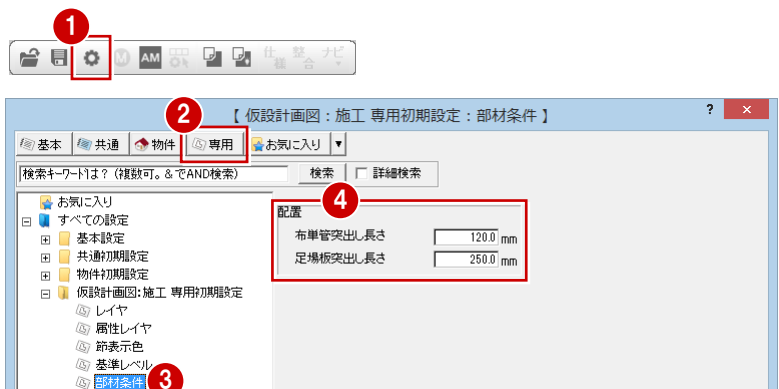 1
AM 仕様 整合 ナビ
2
【 仮設計画図：施工 専用初期設定：部材条件 】 ? ×
基本 共通 物件 専用 お気に入り
検索キーワードは？（複数可。& でAND検索） 検索 詳細検索
4
お気に入り
すべての設定
基本設定
共通初期設定
物件初期設定
仮設計画図：施工 専用初期設定
レイヤ
属性レイヤ
節表示色
基準レベル
部材条件
3
配置
布単管突出し長さ 120.0 mm
足場板突出し長さ 250.0 mm